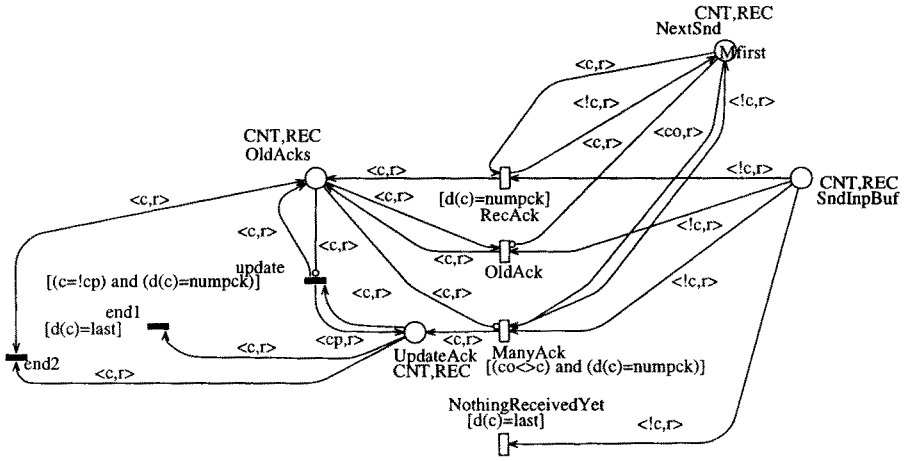 CNT,REC
NextSnd
Mfirst
<c,r>
<!c,r>
<!c,r>
<c,r>
<co,r>
CNT,REC
OldAcks
<c,r>
<!c,r>
CNT,REC
SndInpBuf
<c,r>
[d(c)=numpck]
RecAck
<c,r>
<!c,r>
<c,r>
<c,r>
<c,r>
OldAck
update
[(c=!cp) and (d(c)=numpck)]
<c,r>
<c,r>
<!c,r>
end1
[d(c)=last]
<c,r>
<cp,r>
<c,r>
ManyAck
[(co<>c) and (d(c)=numpck)]
UpdateAck
CNT,REC
end2
<c,r>
NothingReceivedYet
[d(c)=last]
<!c,r>